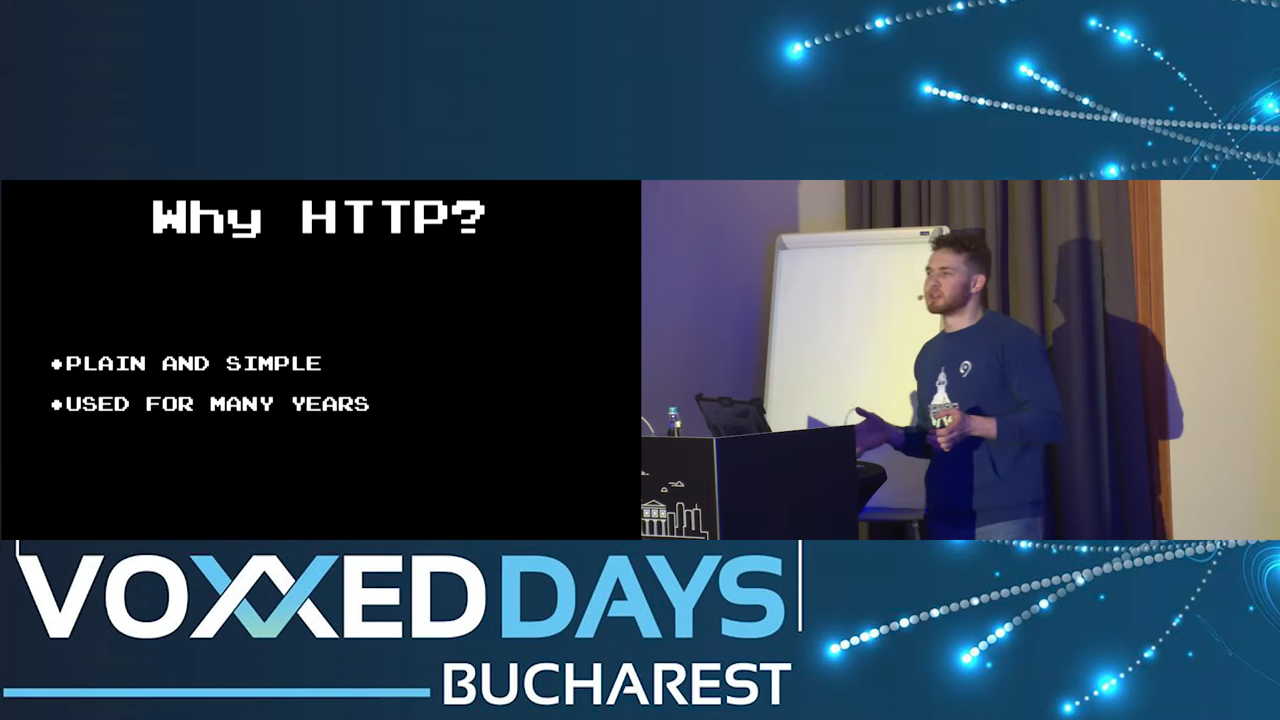 Why HTTP?
•PLAIN AND SIMPLE
•USED FOR MANY YEARS
VOXXED DAYS
BUCHAREST